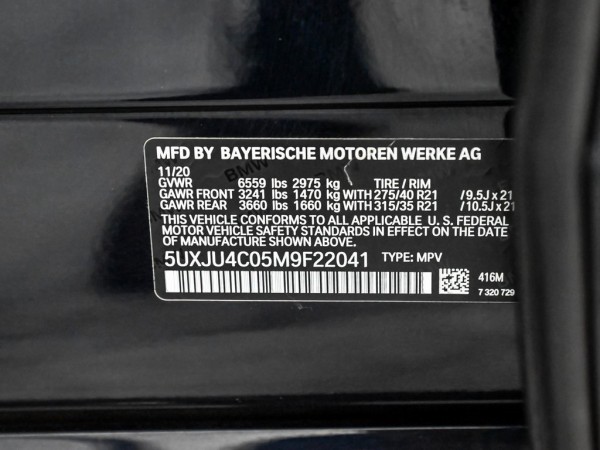 MFD BY BAYERISCHE MOTOREN WERKE AG
11/20
GVWR 6559 lbs 2975 kg TIRE / RIM
GAWR FRONT 3241 lbs 1470 kg WITH 275/40 R21 /9.5J x 21
GAWR REAR 3660 lbs 1660 kg WITH 315/35 R21 /10.5J x 21
THIS VEHICLE CONFORMS TO ALL APPLICABLE U. S. FEDERAL
MOTOR VEHICLE SAFETY STANDARDS IN EFFECT ON THE DATE OF
MANUFACTURE SHOWN ABOVE.
5UXJU4C05M9F22041 TYPE: MPV
416M
7 320 729